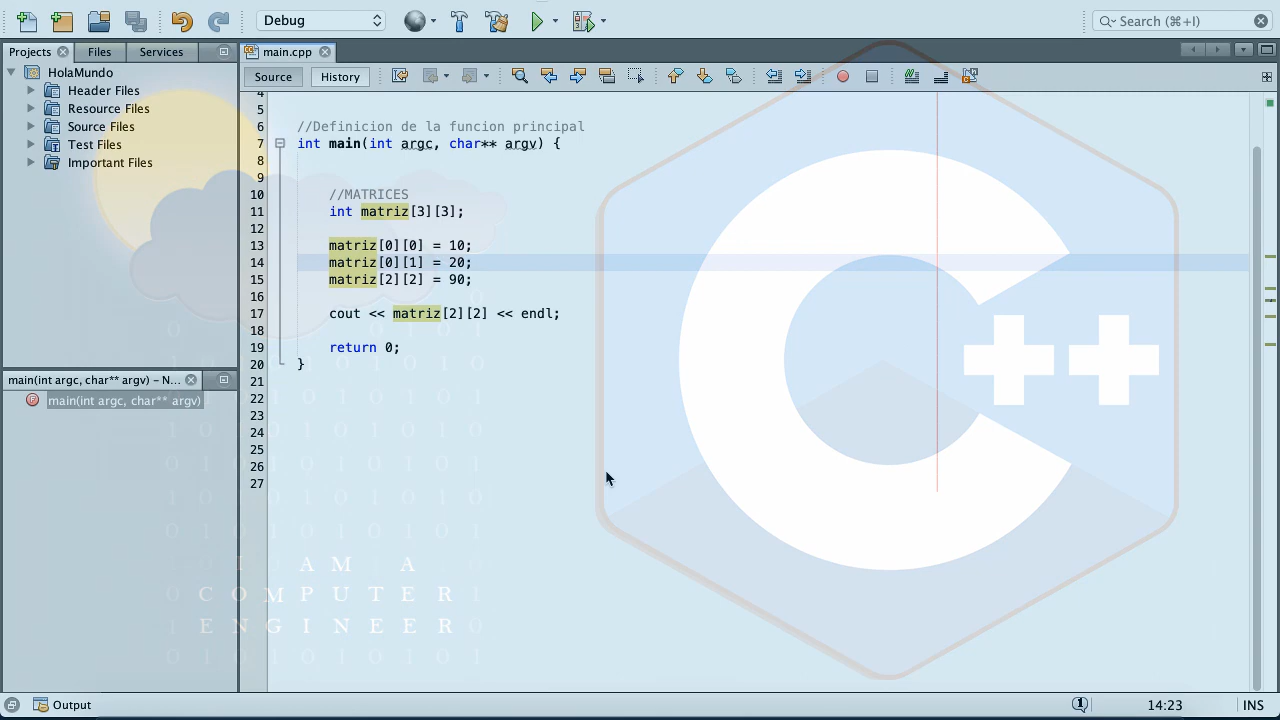 Debug
Search (⌘+I)
Projects
Files
Services
main.cpp
HolaMundo
Header Files
Resource Files
Source Files
Test Files
Important Files
Source
History
4
5
6 //Definicion de la funcion principal
7 int main(int argc, char** argv) {
8
9
10 //MATRICES
11 int matriz[3][3];
12
13 matriz[0][0] = 10;
14 matriz[0][1] = 20;
15 matriz[2][2] = 90;
16
17 cout << matriz[2][2] << endl;
18
19 return 0;
20 }
21
22
23
24
25
26
27
main(int argc, char** argv) – N...
main(int argc, char** argv)
I AM A
COMPUTER
ENGINEER
C++
Output
14:23
INS